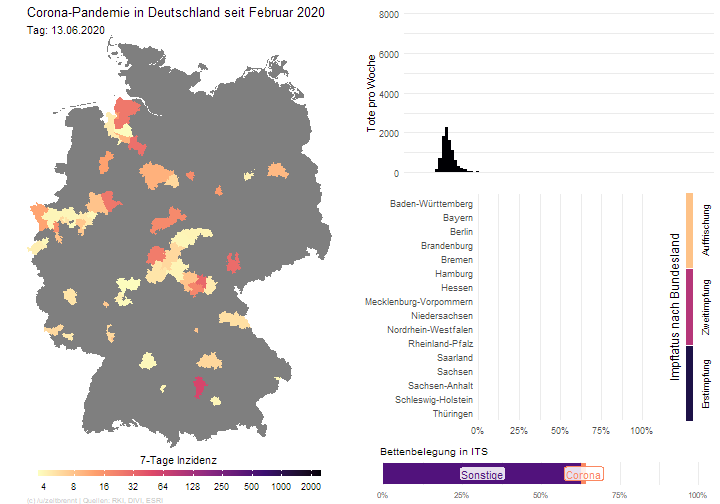 Corona-Pandemie in Deutschland seit Februar 2020
Tag: 13.06.2020
7-Tage Inzidenz
4 8 16 32 64 128 256 500 1000 2000
(c) /u/zeitbrennt | Quellen: RKI, DIVI, ESRI
Tote pro Woche
8000
6000
4000
2000
0
Impfstatus nach Bundesland
Baden-Württemberg
Bayern
Berlin
Brandenburg
Bremen
Hamburg
Hessen
Mecklenburg-Vorpommern
Niedersachsen
Nordrhein-Westfalen
Rheinland-Pfalz
Saarland
Sachsen
Sachsen-Anhalt
Schleswig-Holstein
Thüringen
0% 25% 50% 75% 100%
Auffrischung
Zweitimpfung
Erstimpfung
Bettenbelegung in ITS
Sonstige Corona
0% 25% 50% 75% 100%